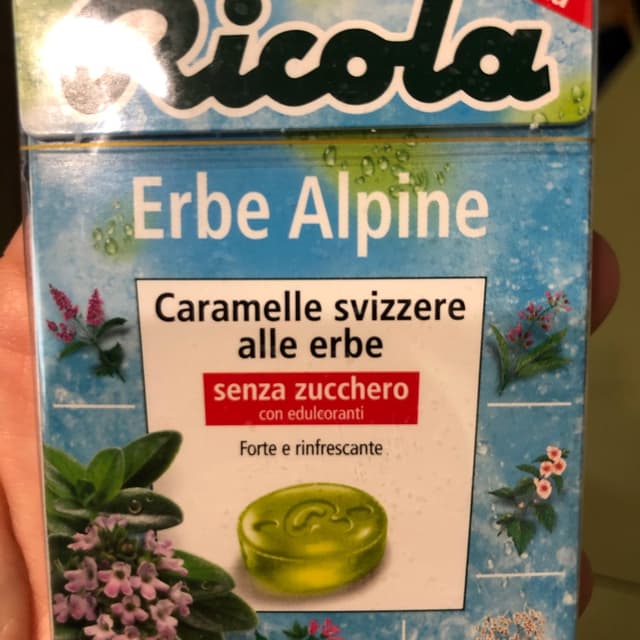 Ricola
Erbe Alpine
Caramelle svizzere
alle erbe
senza zucchero
con edulcoranti
Forte e rinfrescante